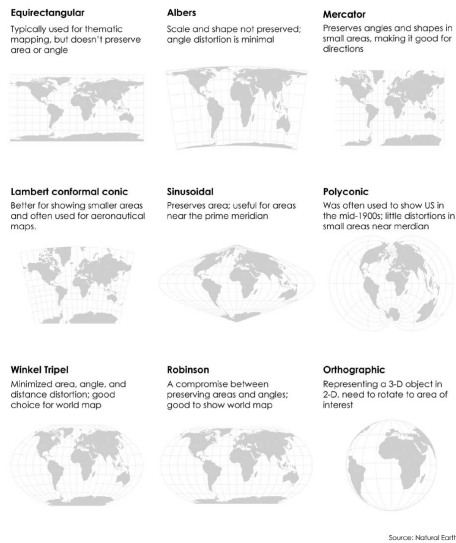 Equirectangular
Typically used for thematic
mapping, but doesn't preserve
area or angle
Albers
Scale and shape not preserved;
angle distortion is minimal
Mercator
Preserves angles and shapes in
small areas, making it good for
directions
Lambert conformal conic
Better for showing smaller areas
and often used for aeronautical
maps.
Sinusoidal
Preserves area; useful for areas
near the prime meridian
Polyconic
Was often used to show US in
the mid-1900s; little distortions in
small areas near merdian
Winkel Tripel
Minimized area, angle, and
distance distortion; good
choice for world map
Robinson
A compromise between
preserving areas and angles;
good to show world map
Orthographic
Representing a 3-D object in
2-D, need to rotate to area of
interest
Source: Natural Earth